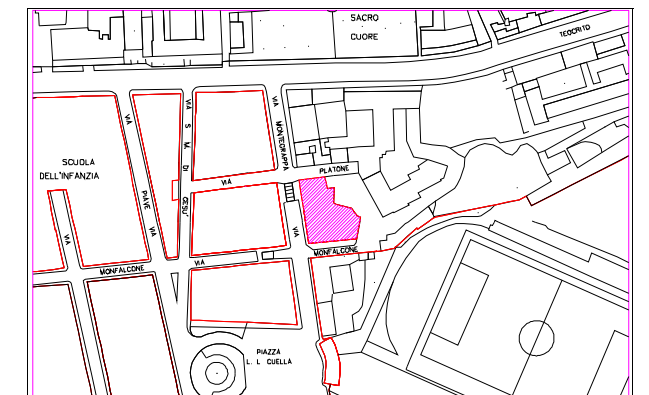 SACRO
CUORE
TEOCRITO
VIA
VIA
S. M. DI GESU'
VIA
MONTEGRAPPA
SCUOLA
DELL'INFANZIA
PLATONE
VIA
PIAVE
VIA
VIA
VIA
MONFALCONE
VIA
MONFALCONE
PIAZZA
L. L. CUELLA